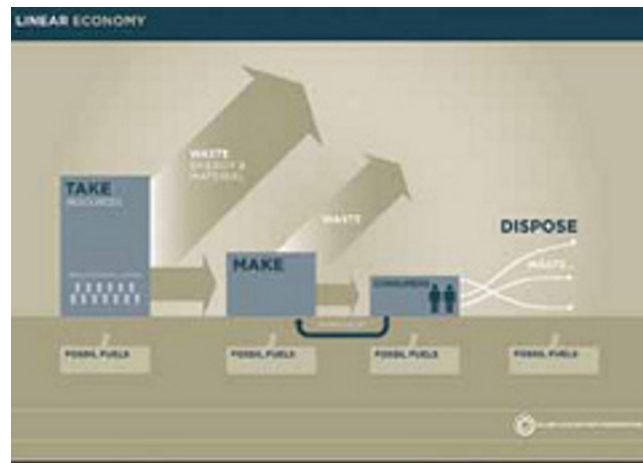 LINEAR ECONOMY
TAKE
RESOURCES
WASTE
ENERGY &
MATERIAL
WASTE
MAKE
CONSUMERS
DISPOSE
WASTE
FOSSIL FUELS
FOSSIL FUELS
FOSSIL FUELS
FOSSIL FUELS